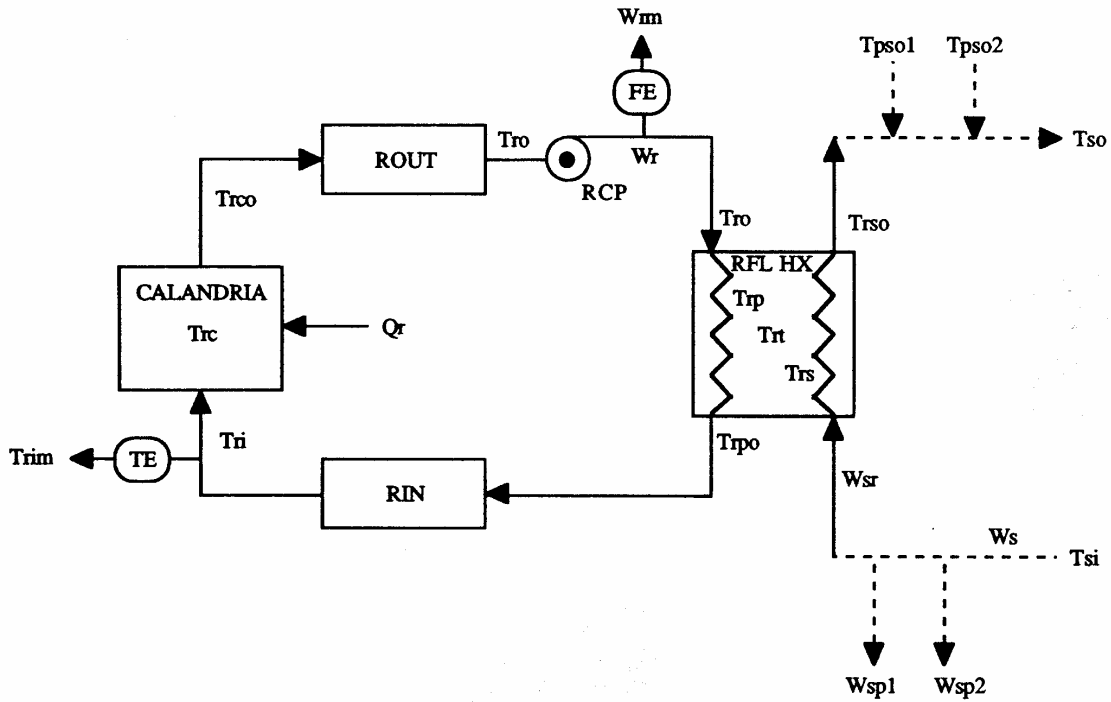 Wrm
Tpso1 Tpso2
FE
Tro
Tso
ROUT
Wr
RCP
Trco
Tro
Trso
RFL HX
CALANDRIA
Trp
Trc
Qr
Trt
Trs
Trim
TE
Tri
Trpo
RIN
Wsr
Ws
Tsi
Wsp1 Wsp2